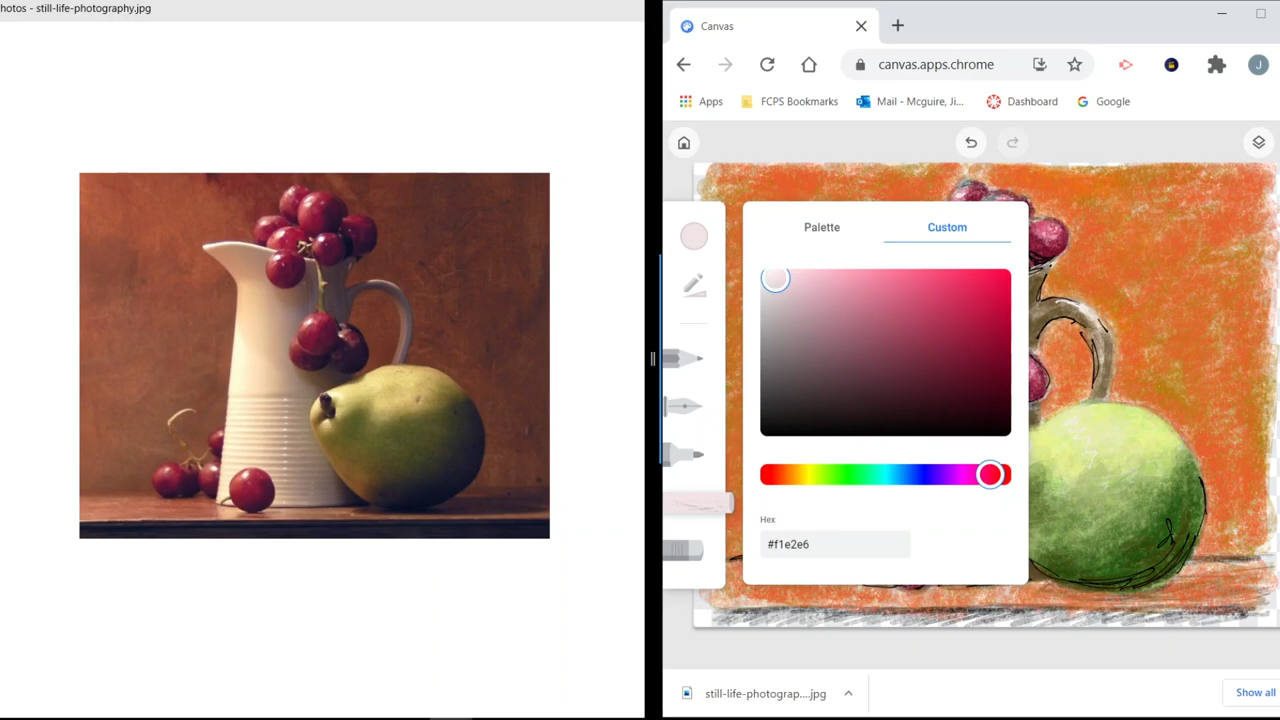 hotos - still-life-photography.jpg
Canvas
canvas.apps.chrome
J
Apps
FCPS Bookmarks
Mail - Mcguire, Ji...
Dashboard
Google
Palette
Custom
Hex
#f1e2e6
still-life-photograp....jpg
Show all